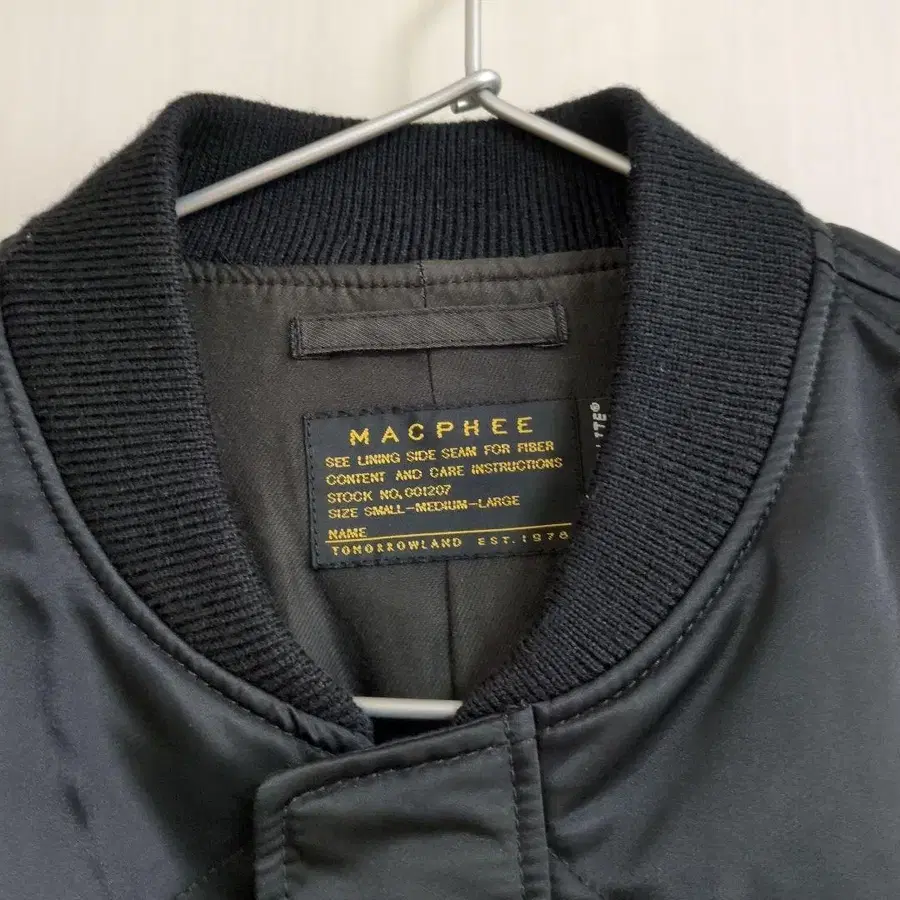 MACPHEE
SEE LINING SIDE SEAM FOR FIBER
CONTENT AND CARE INSTRUCTIONS
STOCK NO,001207
SIZE SMALL-MEDIUM-LARGE
NAME
TOMORROWLAND EST.1978